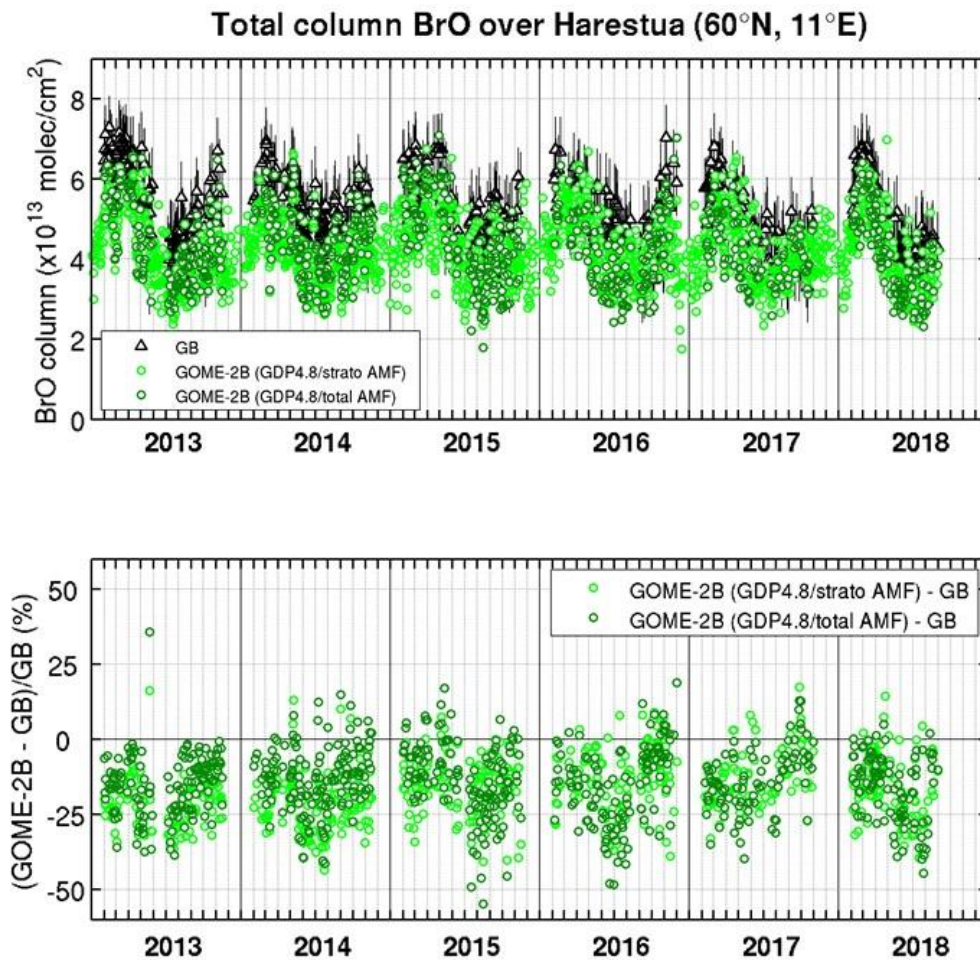 Total column BrO over Harestua (60°N, 11°E)
BrO column (x10¹³ molec/cm²)
8
6
4
2
0
GB
GOME-2B (GDP4.8/strato AMF)
GOME-2B (GDP4.8/total AMF)
2013 2014 2015 2016 2017 2018
(GOME-2B - GB)/GB (%)
50
25
0
-25
-50
GOME-2B (GDP4.8/strato AMF) - GB
GOME-2B (GDP4.8/total AMF) - GB
2013 2014 2015 2016 2017 2018